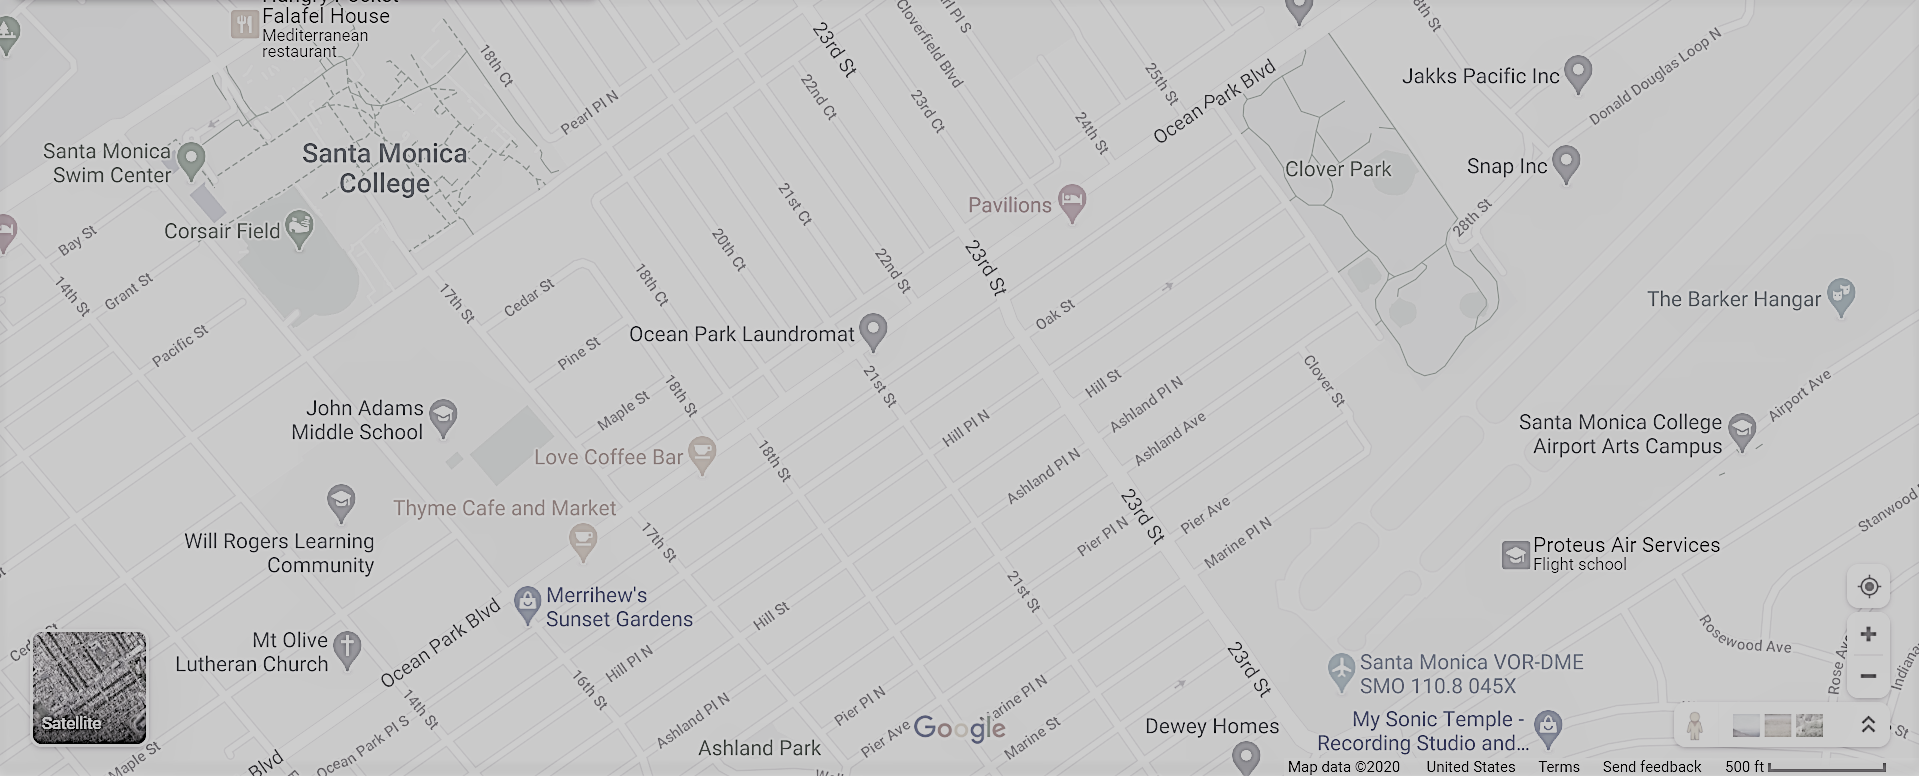 Falafel House
Mediterranean
restaurant
18th Ct
23rd St
Cloverfield Blvd
25th St
Ocean Park Blvd
Jakks Pacific Inc
Donald Douglas Loop N
22nd Ct
23rd Ct
24th St
Pearl Pl N
Santa Monica
Swim Center
Santa Monica
College
Clover Park
Snap Inc
Pavilions
21st Ct
28th St
Bay St
Corsair Field
20th Ct
22nd St
23rd St
14th St
Grant St
17th St
Cedar St
18th Ct
The Barker Hangar
Oak St
Pacific St
Pine St
Ocean Park Laundromat
21st St
Hill St
Clover St
Airport Ave
John Adams
Middle School
Maple St
18th St
Hill Pl N
Ashland Pl N
Ashland Ave
Santa Monica College
Airport Arts Campus
Love Coffee Bar
18th St
Ashland Pl N
Thyme Cafe and Market
23rd St
Pier Ave
Will Rogers Learning
Community
17th St
Pier Pl N
Marine Pl N
Proteus Air Services
Flight school
Merrihew's
Sunset Gardens
21st St
Hill St
Mt Olive
Lutheran Church
Ocean Park Blvd
Hill Pl N
23rd St
Santa Monica VOR-DME
SMO 110.8 045X
Rosewood Ave
Satellite
14th St
16th St
Ashland Pl N
Pier Pl N
Google
Ocean Park Pl S
Maple St
Blvd
Ashland Park
Pier Ave
Marine St
Dewey Homes
My Sonic Temple -
Recording Studio and...
Map data ©2020 United States Terms Send feedback 500 ft